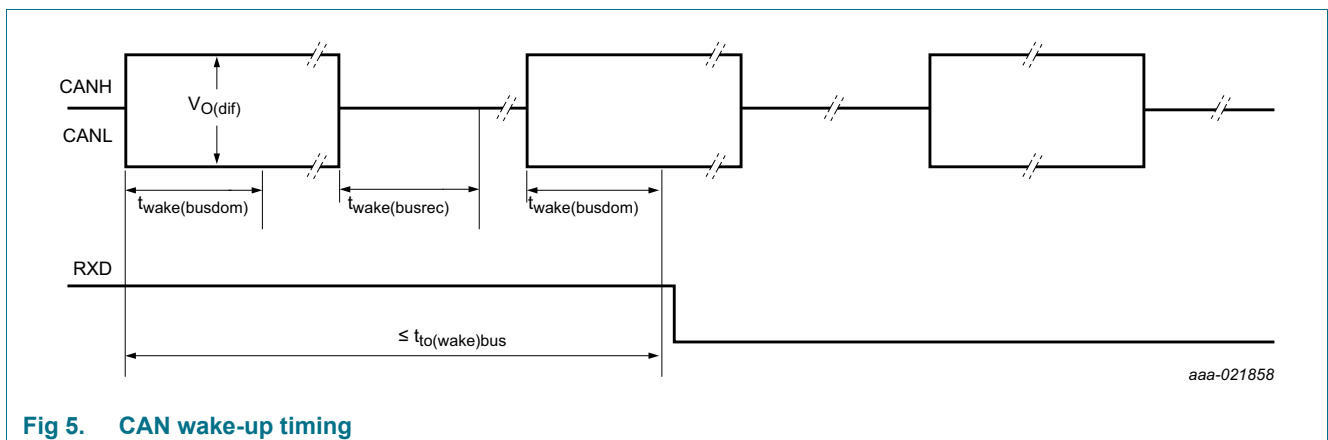 CANH
VO(dif)
CANL
twake(busdom) twake(busrec) twake(busdom)
RXD
≤ tto(wake)bus
aaa-021858
Fig 5. CAN wake-up timing